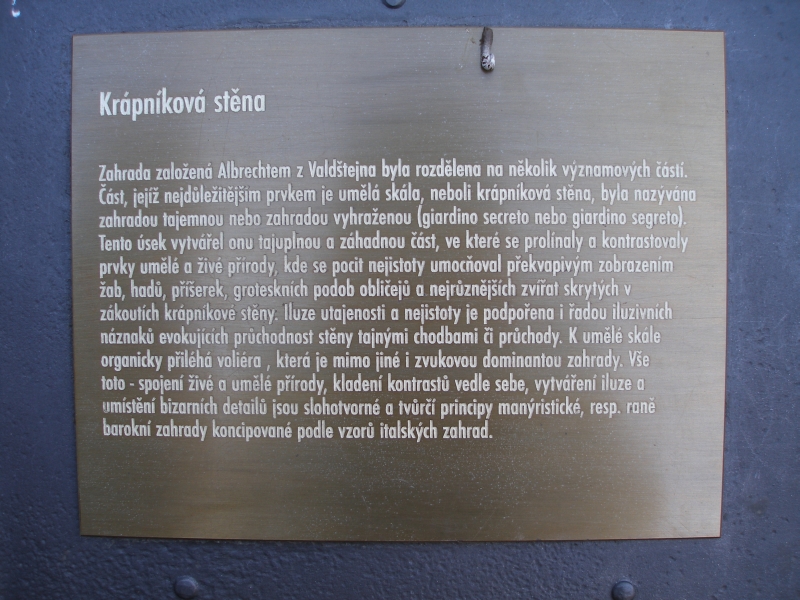 Krápníková stěna
Zahrada založená Albrechtem z Valdštejna byla rozdělena na několik významových částí.
Část, jejíž nejdůležitějším prvkem je umělá skála, neboli krápníková stěna, byla nazývána
zahradou tajemnou nebo zahradou vyhraženou (giardino secreto nebo giardino segreto).
Tento úsek vytvářel onu tajuplnou a záhadnou část, ve které se prolínaly a kontrastovaly
prvky umělé a živé přírody, kde se pocit nejistoty umocňoval překvapivým zobrazením
žab, hadů, příšerek, groteskních podob obličejů a nejrůznějších zvířat skrytých v
zákoutích krápníkové stěny. Iluze utajenosti a nejistoty je podpořena i řadou iluzivních
náznaků evokujících průchodnost stěny tajnými chodbami či průchody. K umělé skále
organicky přiléhá voliéra , která je mimo jiné i zvukovou dominantou zahrady. Vše
toto - spojení živé a umělé přírody, kladení kontrastů vedle sebe, vytváření iluze a
umístění bizarních detailů jsou slohotvorné a tvůrčí principy manýristické, resp. raně
barokní zahrady koncipované podle vzorů italských zahrad.